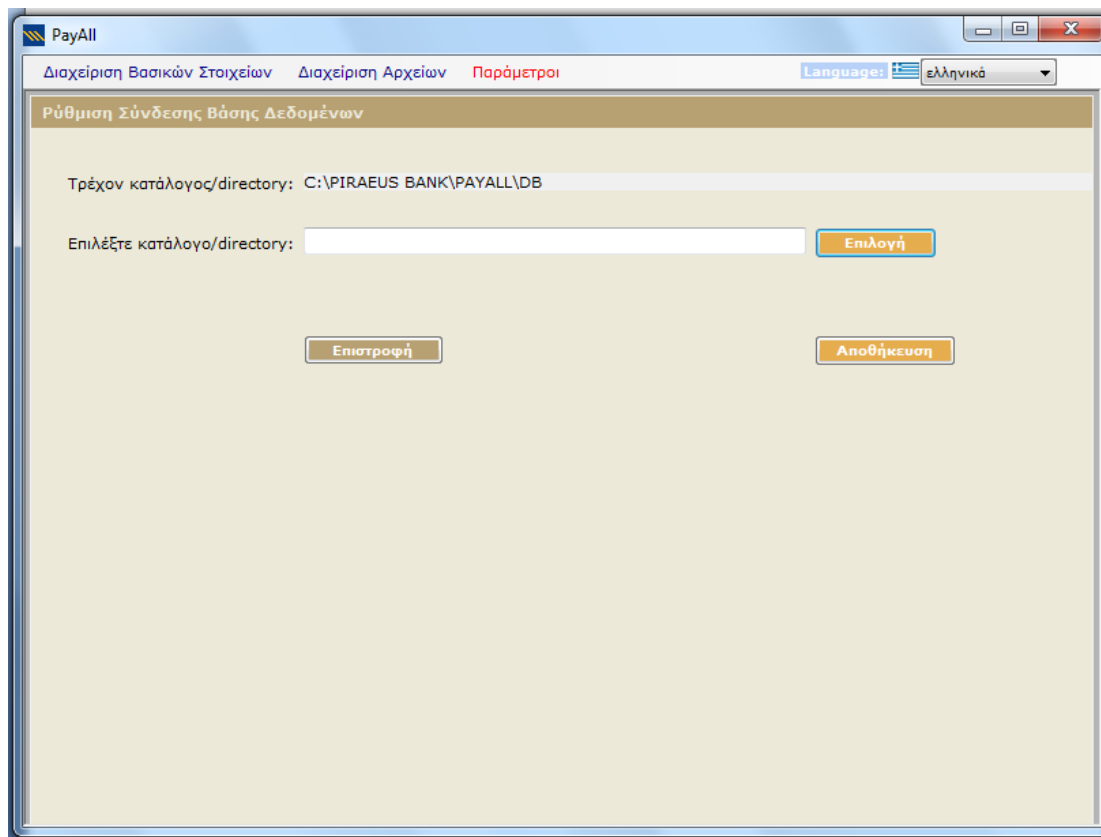 PayAll
Διαχείριση Βασικών Στοιχείων Διαχείριση Αρχείων Παράμετροι Language: ελληνικά
Ρύθμιση Σύνδεσης Βάσης Δεδομένων
Τρέχον κατάλογος/directory: C:\PIRAEUS BANK\PAYALL\DB
Επιλέξτε κατάλογο/directory: Επιλογή
Επιστροφή Αποθήκευση